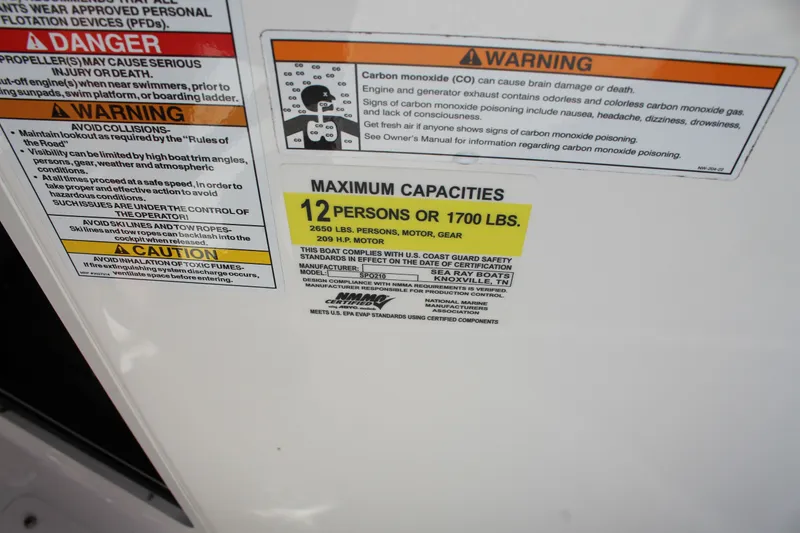 ANTS WEAR APPROVED PERSONAL
FLOTATION DEVICES (PFDs).
DANGER
PROPELLER(S) MAY CAUSE SERIOUS
INJURY OR DEATH.
ut-off engine(s) when near swimmers, prior to
ing sunpads, swim platform, or boarding ladder.
WARNING
AVOID COLLISIONS-
• Maintain lookout as required by the "Rules of
the Road"
• Visibility can be limited by high boat trim angles,
persons, gear, weather and atmospheric
conditions.
• At all times proceed at a safe speed, in order to
take proper and effective action to avoid
hazardous conditions.
SUCH ISSUES ARE UNDER THE CONTROL OF
THE OPERATOR!
AVOID SKI LINES AND TOW ROPES-
Ski lines and tow ropes can backlash into the
cockpit when released.
CAUTION
AVOID INHALATION OF TOXIC FUMES-
If fire extinguishing system discharge occurs,
ventilate space before entering.
WARNING
Carbon monoxide (CO) can cause brain damage or death.
Engine and generator exhaust contains odorless and colorless carbon monoxide gas.
Signs of carbon monoxide poisoning include nausea, headache, dizziness, drowsiness,
and lack of consciousness.
Get fresh air if anyone shows signs of carbon monoxide poisoning.
See Owner's Manual for information regarding carbon monoxide poisoning.
MAXIMUM CAPACITIES
12 PERSONS OR 1700 LBS.
2650 LBS. PERSONS, MOTOR, GEAR
209 H.P. MOTOR
THIS BOAT COMPLIES WITH U.S. COAST GUARD SAFETY
STANDARDS IN EFFECT ON THE DATE OF CERTIFICATION
MANUFACTURER: SEA RAY BOATS
MODEL: SPO210 KNOXVILLE, TN
DESIGN COMPLIANCE WITH NMMA REQUIREMENTS IS VERIFIED.
MANUFACTURER RESPONSIBLE FOR PRODUCTION CONTROL.
NMMA
CERTIFIED
NATIONAL MARINE
MANUFACTURERS
ASSOCIATION
MEETS U.S. EPA EVAP STANDARDS USING CERTIFIED COMPONENTS